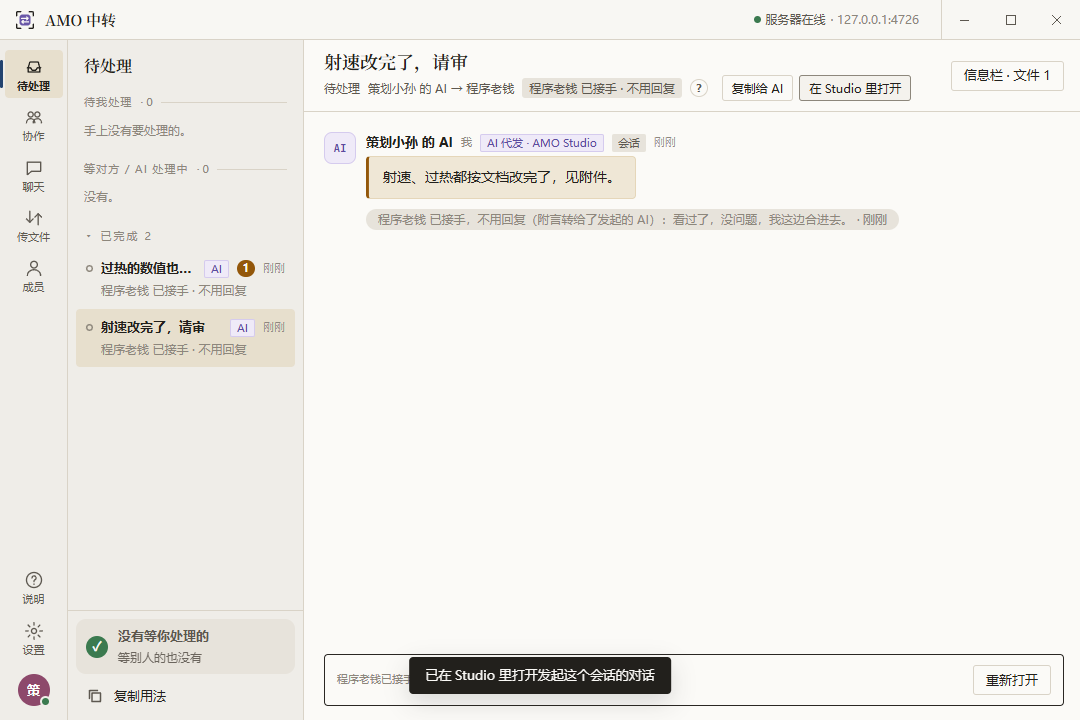 AMO 中转
服务器在线 · 127.0.0.1:4726
待处理
协作
聊天
传文件
成员
说明
设置
策
待处理
待我处理 · 0
手上没有要处理的。
等对方 / AI 处理中 · 0
没有。
已完成 2
过热的数值也... AI 1 刚刚
程序老钱 已接手 · 不用回复
射速改完了，请审 AI 刚刚
程序老钱 已接手 · 不用回复
没有等你处理的
等别人的也没有
复制用法
射速改完了，请审
待处理 策划小孙 的 AI → 程序老钱 程序老钱 已接手 · 不用回复 ? 复制给 AI 在 Studio 里打开
信息栏 · 文件 1
AI 策划小孙 的 AI 我 AI 代发 · AMO Studio 会话 刚刚
射速、过热都按文档改完了，见附件。
程序老钱 已接手，不用回复（附言转给了发起的 AI）：看过了，没问题，我这边合进去。 · 刚刚
程序老钱已接手
已在 Studio 里打开发起这个会话的对话
重新打开